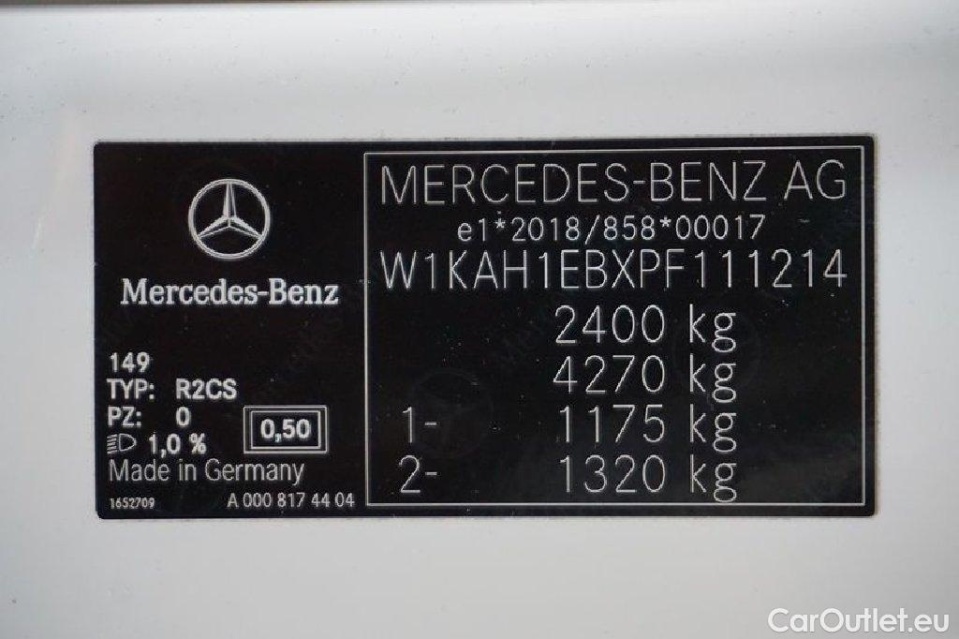 Mercedes-Benz
149
TYP: R2CS
PZ: 0
1,0 %
0,50
Made in Germany
1652709 A 000 817 44 04
MERCEDES-BENZ AG
e1*2018/858*00017
W1KAH1EBXPF111214
2400 kg
4270 kg
1- 1175 kg
2- 1320 kg
CarOutlet.eu